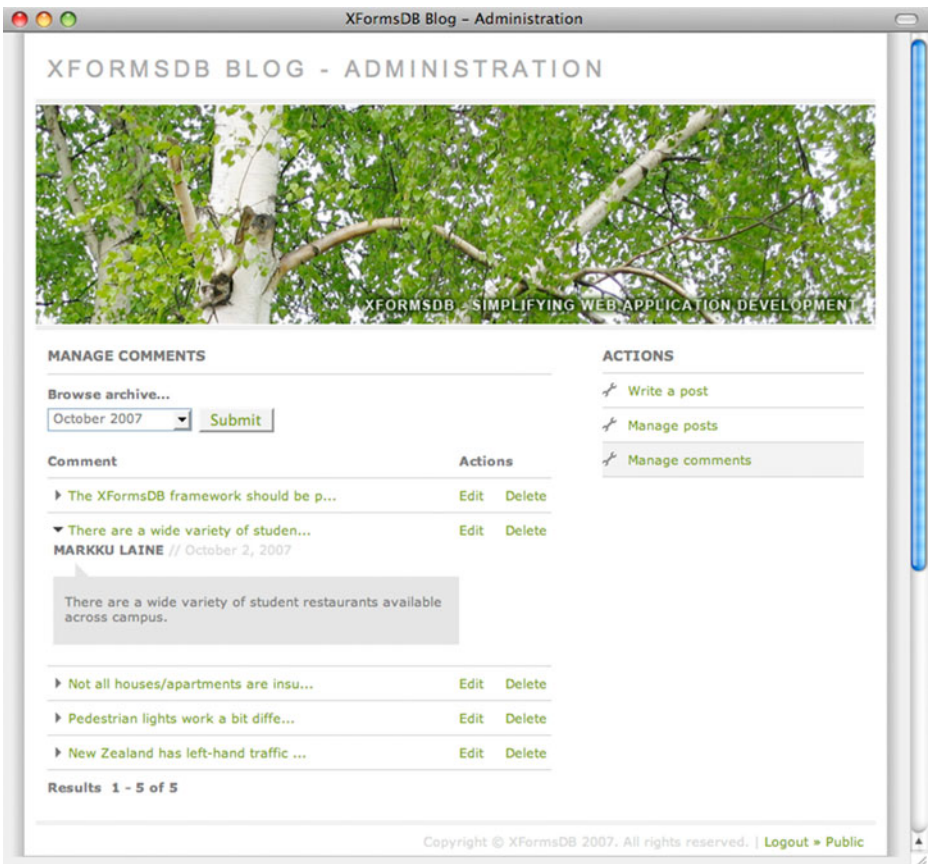 XFormsDB Blog – Administration
XFORMSDB BLOG - ADMINISTRATION
XFORMSDB - SIMPLIFYING WEB APPLICATION DEVELOPMENT
MANAGE COMMENTS
Browse archive...
October 2007 Submit
Comment Actions
The XFormsDB framework should be p... Edit Delete
There are a wide variety of studen... Edit Delete
MARKKU LAINE // October 2, 2007
There are a wide variety of student restaurants available
across campus.
Not all houses/apartments are insu... Edit Delete
Pedestrian lights work a bit diffe... Edit Delete
New Zealand has left-hand traffic ... Edit Delete
Results 1 - 5 of 5
ACTIONS
Write a post
Manage posts
Manage comments
Copyright © XFormsDB 2007. All rights reserved. | Logout » Public